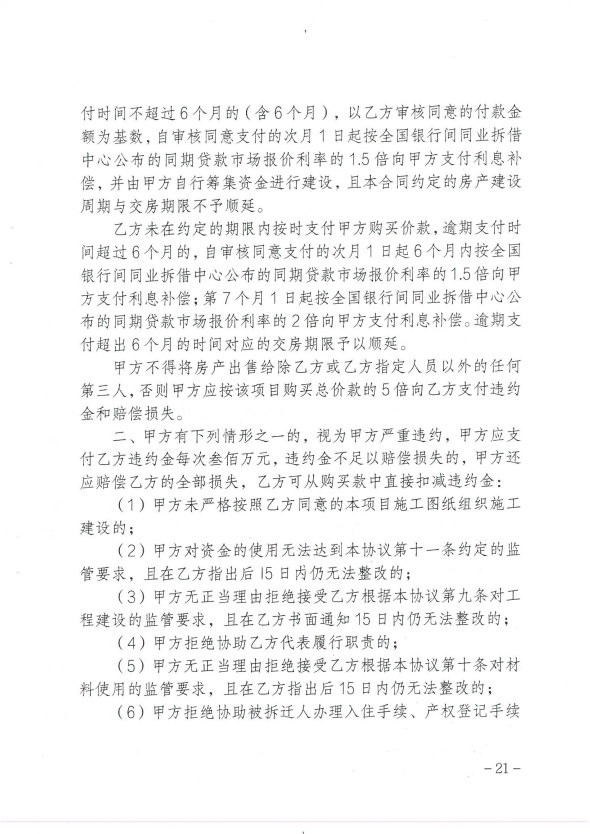 付时间不超过6个月的（含6个月），以乙方审核同意的付款金
额为基数，自审核同意支付的次月1日起按全国银行间同业拆借
中心公布的同期贷款市场报价利率的1.5倍向甲方支付利息补
偿，并由甲方自行筹集资金进行建设，且本合同约定的房产建设
周期与交房期限不予顺延。
乙方未在约定的期限内按时支付甲方购买价款，逾期支付时
间超过6个月的，自审核同意支付的次月1日起6个月内按全国
银行间同业拆借中心公布的同期贷款市场报价利率的1.5倍向甲
方支付利息补偿；第7个月1日起按全国银行间同业拆借中心公
布的同期贷款市场报价利率的2倍向甲方支付利息补偿。逾期支
付超出6个月的时间对应的交房期限予以顺延。
甲方不得将房产出售给除乙方或乙方指定人员以外的任何
第三人，否则甲方应按该项目购买总价款的5倍向乙方支付违约
金和赔偿损失。
二、甲方有下列情形之一的，视为甲方严重违约，甲方应支
付乙方违约金每次叁佰万元，违约金不足以赔偿损失的，甲方还
应赔偿乙方的全部损失，乙方可从购买款中直接扣减违约金：
（1）甲方未严格按照乙方同意的本项目施工图纸组织施工
建设的；
（2）甲方对资金的使用无法达到本协议第十一条约定的监
管要求，且在乙方指出后15日内仍无法整改的；
（3）甲方无正当理由拒绝接受乙方根据本协议第九条对工
程建设的监管要求，且在乙方书面通知15日内仍无法整改的；
（4）甲方拒绝协助乙方代表履行职责的；
（5）甲方无正当理由拒绝接受乙方根据本协议第十条对材
料使用的监管要求，且在乙方指出后15日内仍无法整改的；
（6）甲方拒绝协助被拆迁人办理入住手续、产权登记手续
-21-